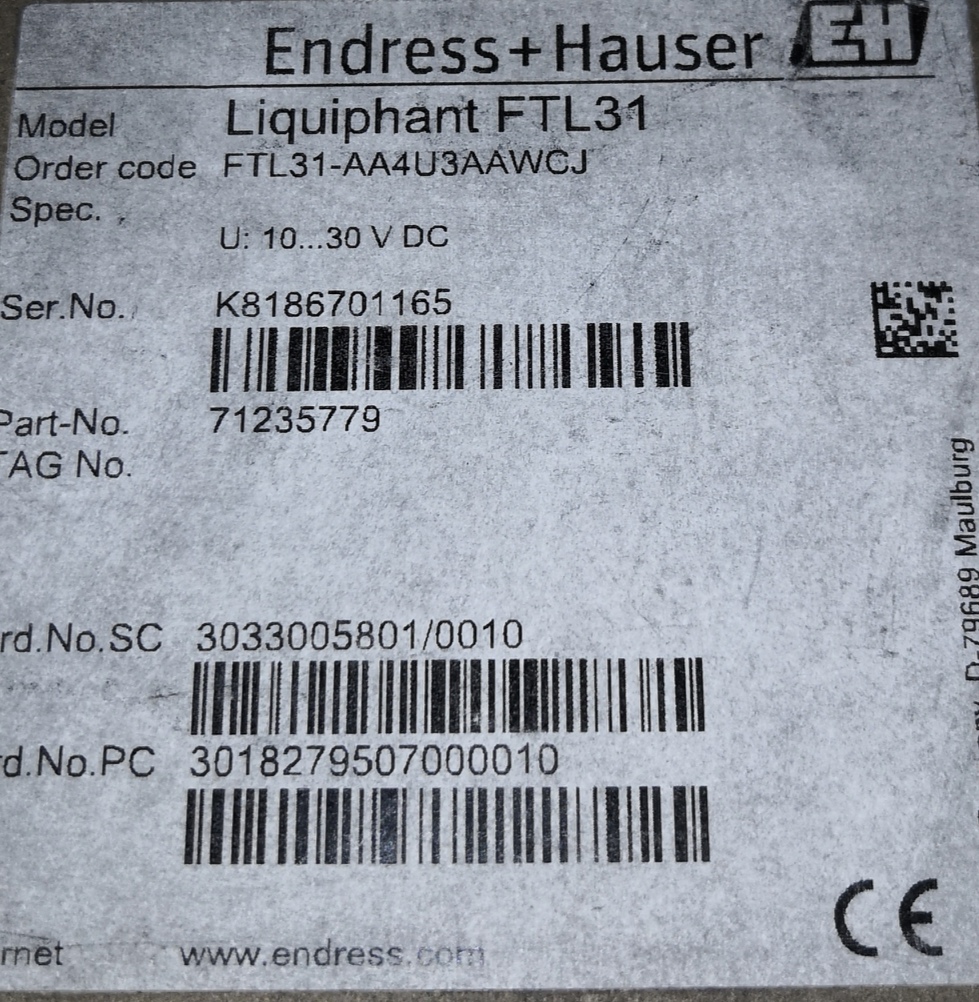 Endress+Hauser EH
Model Liquiphant FTL31
Order code FTL31-AA4U3AAWCJ
Spec.
U: 10...30 V DC
Ser.No. K8186701165
Part-No. 71235779
TAG No.
rd.No.SC 3033005801/0010
d.No.PC 3018279507000010
rnet www.endress.com
D-79689 Maulburg
CE